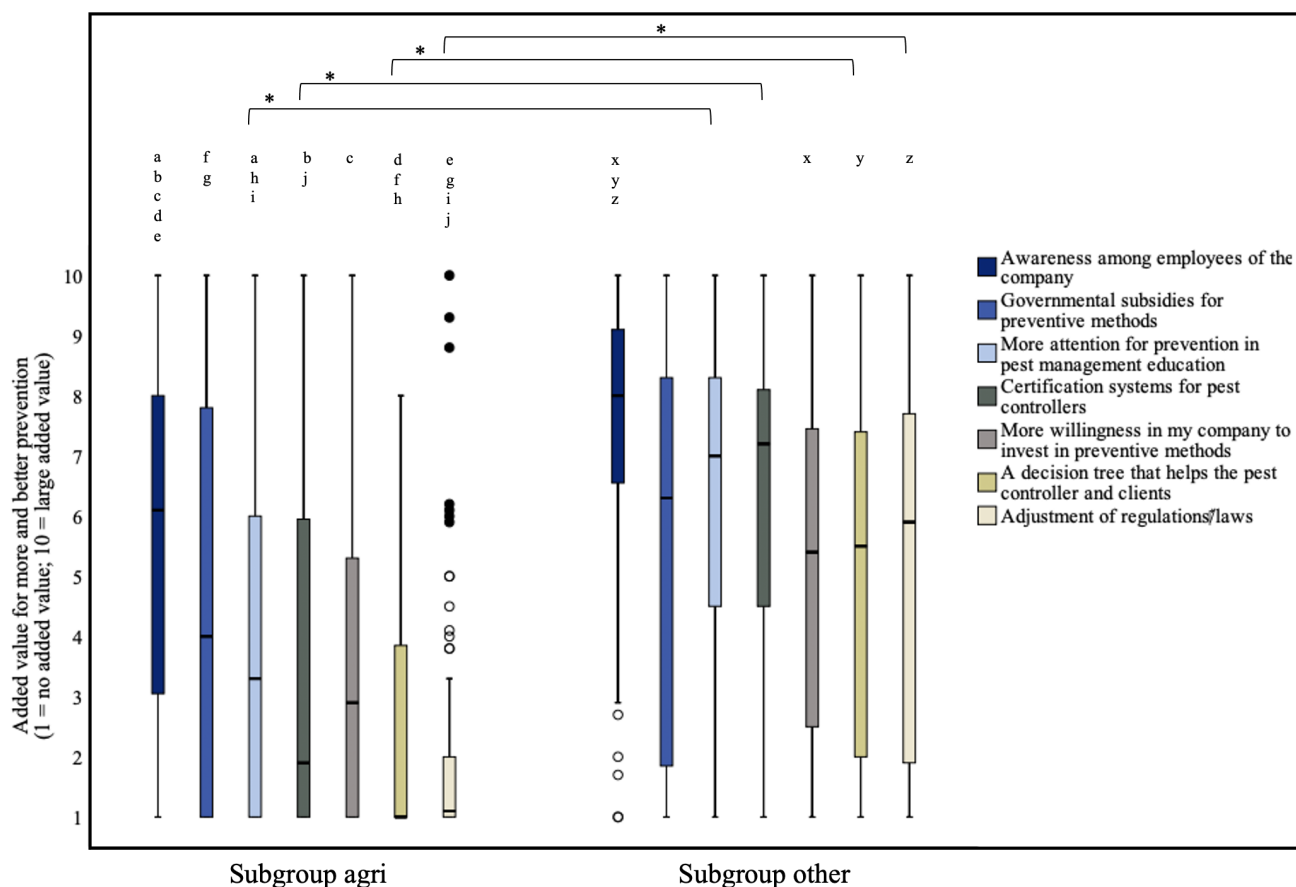 *
*
*
*
a f a b c d e x x y z
b g h j f g y
c i h i z
d j
e
10
9
8
7
6
5
4
3
2
1
Added value for more and better prevention
(1 = no added value; 10 = large added value)
Awareness among employees of the
company
Governmental subsidies for
preventive methods
More attention for prevention in
pest management education
Certification systems for pest
controllers
More willingness in my company to
invest in preventive methods
A decision tree that helps the pest
controller and clients
Adjustment of regulations/laws
Subgroup agri Subgroup other